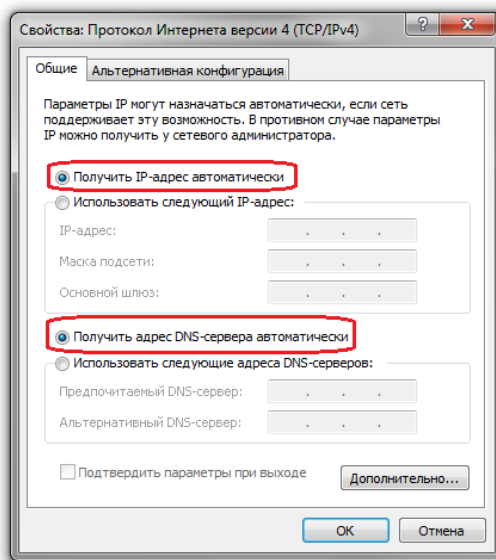 Свойства: Протокол Интернета версии 4 (TCP/IPv4)
Общие Альтернативная конфигурация
Параметры IP могут назначаться автоматически, если сеть
поддерживает эту возможность. В противном случае параметры
IP можно получить у сетевого администратора.
Получить IP-адрес автоматически
Использовать следующий IP-адрес:
IP-адрес:
Маска подсети:
Основной шлюз:
Получить адрес DNS-сервера автоматически
Использовать следующие адреса DNS-серверов:
Предпочитаемый DNS-сервер:
Альтернативный DNS-сервер:
Подтвердить параметры при выходе
Дополнительно...
ОК Отмена